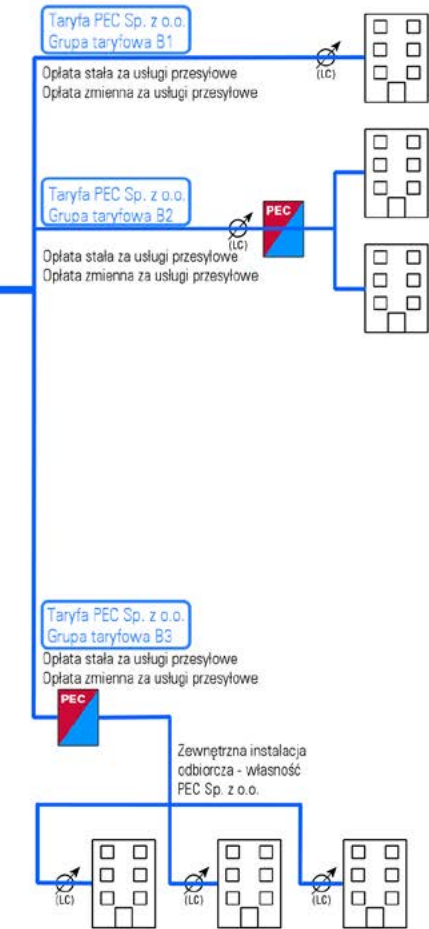 Taryfa PEC Sp. z o.o.
Grupa taryfowa B1
Opłata stała za usługi przesyłowe
Opłata zmienna za usługi przesyłowe
(LC)
Taryfa PEC Sp. z o.o.
Grupa taryfowa B2
PEC
(LC)
Opłata stała za usługi przesyłowe
Opłata zmienna za usługi przesyłowe
Taryfa PEC Sp. z o.o.
Grupa taryfowa B3
Opłata stała za usługi przesyłowe
Opłata zmienna za usługi przesyłowe
PEC
Zewnętrzna instalacja
odbiorcza - własność
PEC Sp. z o.o.
(LC)
(LC)
(LC)